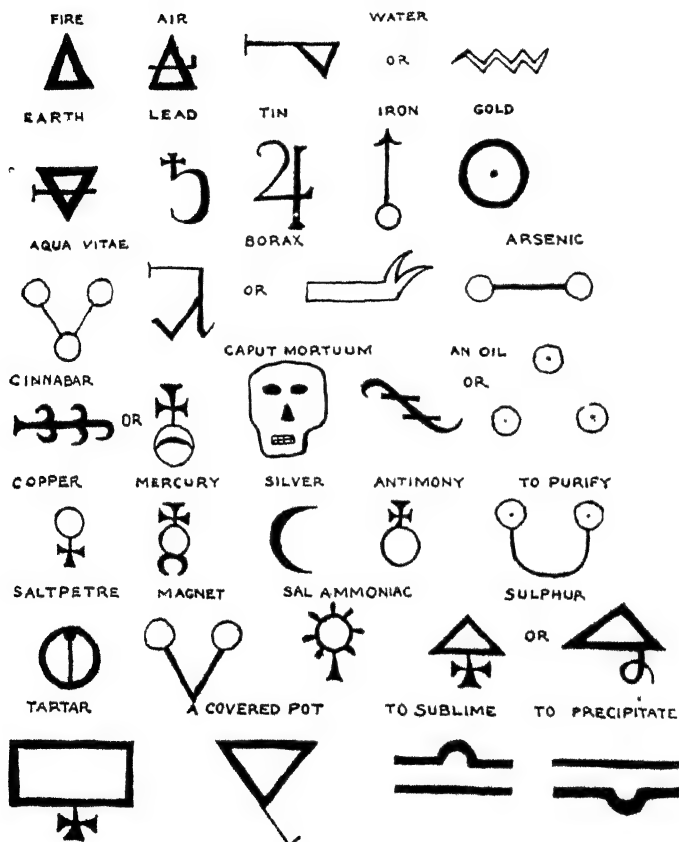 FIRE AIR WATER
OR
EARTH LEAD TIN IRON GOLD
AQUA VITAE BORAX ARSENIC
OR
CAPUT MORTUUM AN OIL
CINNABAR OR
OR
COPPER MERCURY SILVER ANTIMONY TO PURIFY
SALTPETRE MAGNET SAL AMMONIAC SULPHUR
OR
TARTAR A COVERED POT TO SUBLIME TO PRECIPITATE